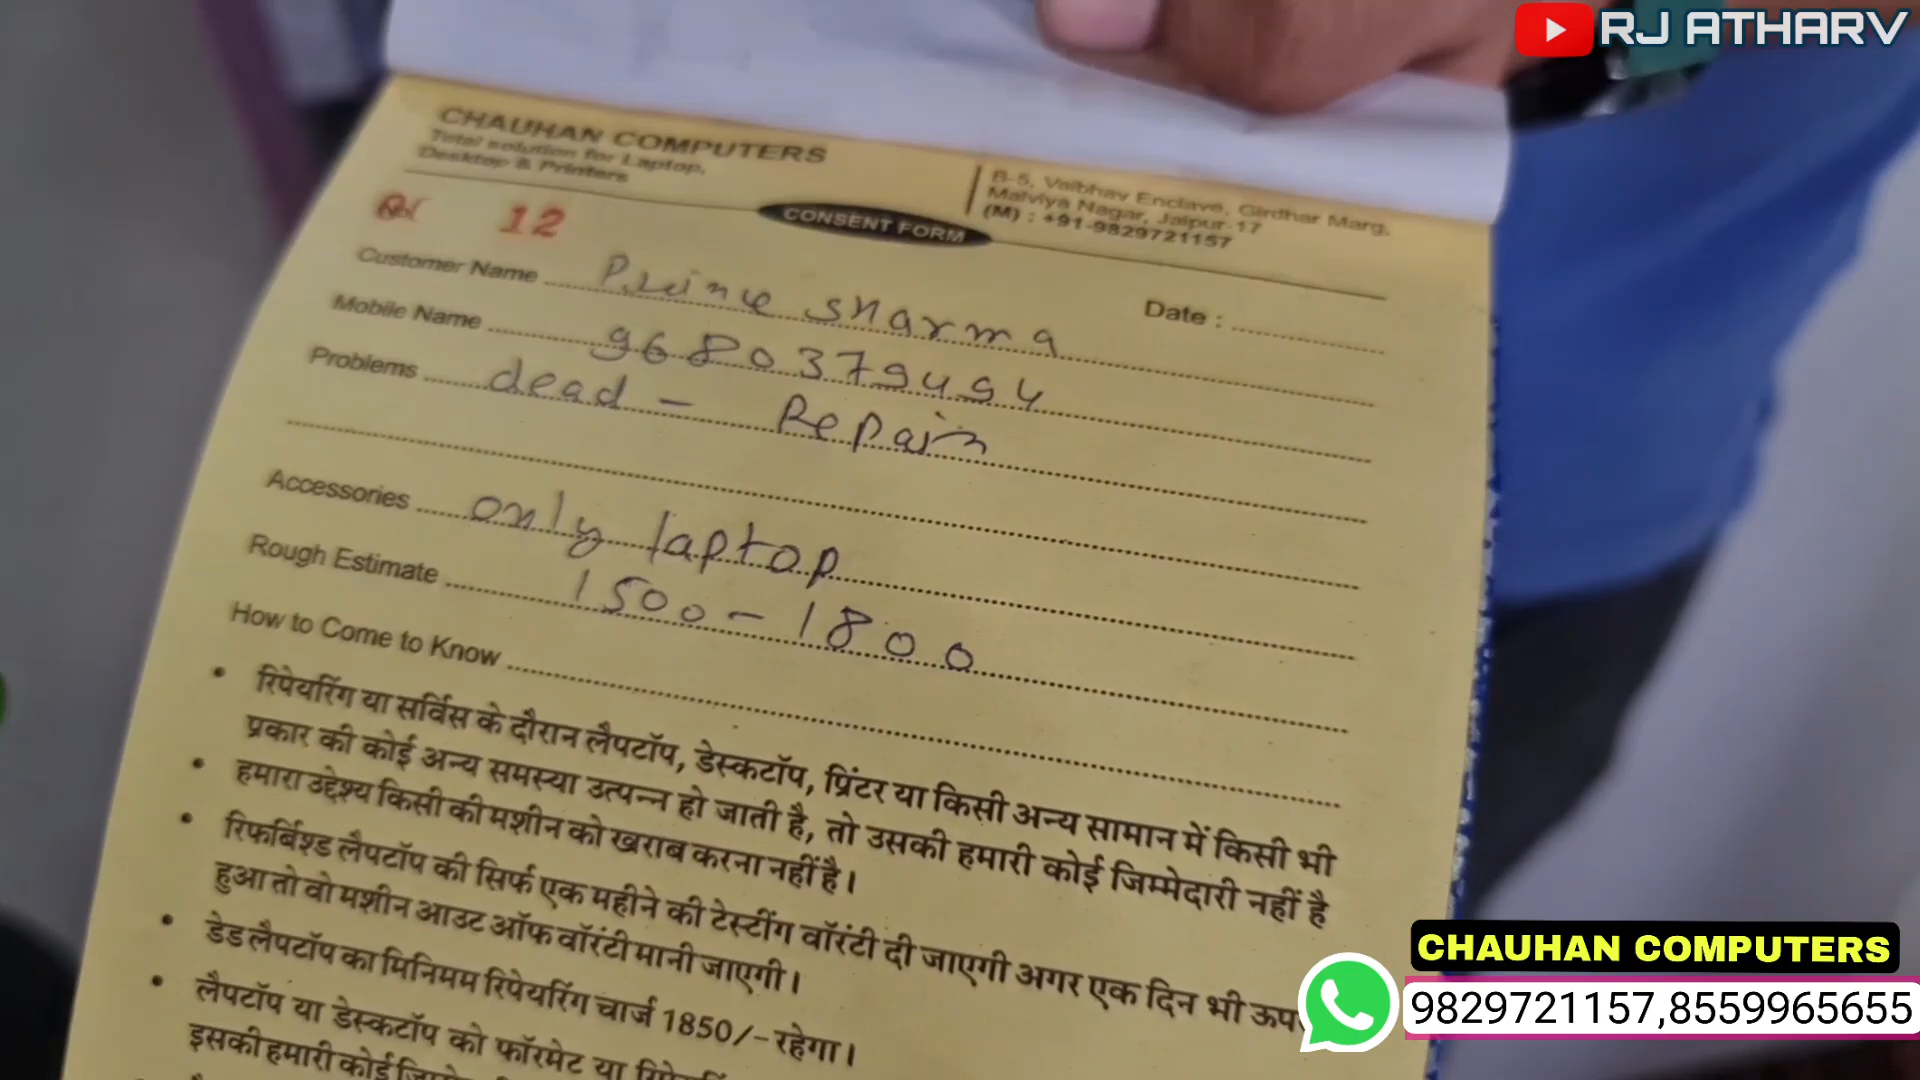 RJ ATHARV
CHAUHAN COMPUTERS
Total solution for Laptop,
Desktop & Printers
B-5, Vaibhav Enclave, Girdhar Marg,
Malviya Nagar, Jaipur-17
(M) : +91-9829721157
12
CONSENT FORM
Customer Name Prince sharma
Date :
Mobile Name 9680379494
Problems dead - Repair
Accessories only laptop
Rough Estimate 1500-1800
How to Come to Know
• रिपेयरिंग या सर्विस के दौरान लैपटॉप, डेस्कटॉप, प्रिंटर या किसी अन्य सामान में किसी भी
प्रकार की कोई अन्य समस्या उत्पन्न हो जाती है, तो उसकी हमारी कोई जिम्मेदारी नहीं है
• हमारा उद्देश्य किसी की मशीन को खराब करना नहीं है।
• रिफर्बिश्ड लैपटॉप की सिर्फ एक महीने की टेस्टींग वॉरंटी दी जाएगी अगर एक दिन भी ऊपर
हुआ तो वो मशीन आउट ऑफ वॉरंटी मानी जाएगी।
• डेड लैपटॉप का मिनिमम रिपेयरिंग चार्ज 1850/- रहेगा।
• लैपटॉप या डेस्कटॉप को फॉरमेट या
इसकी हमारी कोई
CHAUHAN COMPUTERS
9829721157,8559965655